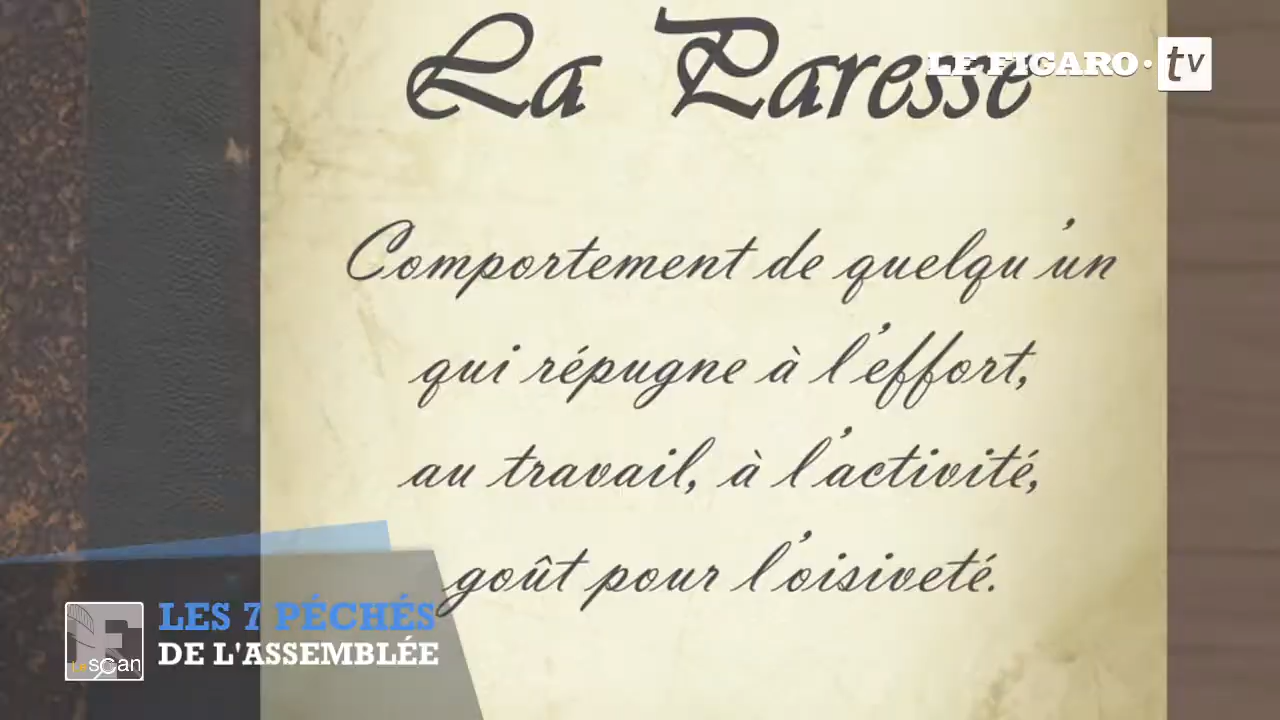 La Paresse
LE FIGARO · tv
Comportement de quelqu'un
qui répugne à l'effort,
au travail, à l'activité,
goût pour l'oisiveté.
LES 7 PÉCHÉS
DE L'ASSEMBLÉE
le scan